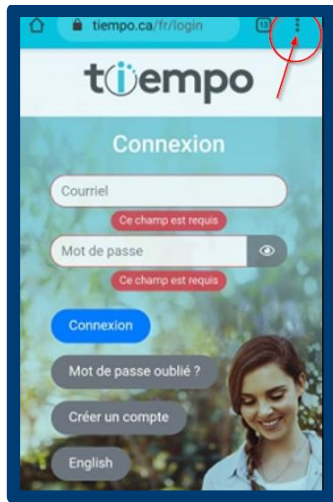 tiempo.ca/fr/login
13
tiempo
Connexion
Courriel
Ce champ est requis
Mot de passe
Ce champ est requis
Connexion
Mot de passe oublié ?
Créer un compte
English